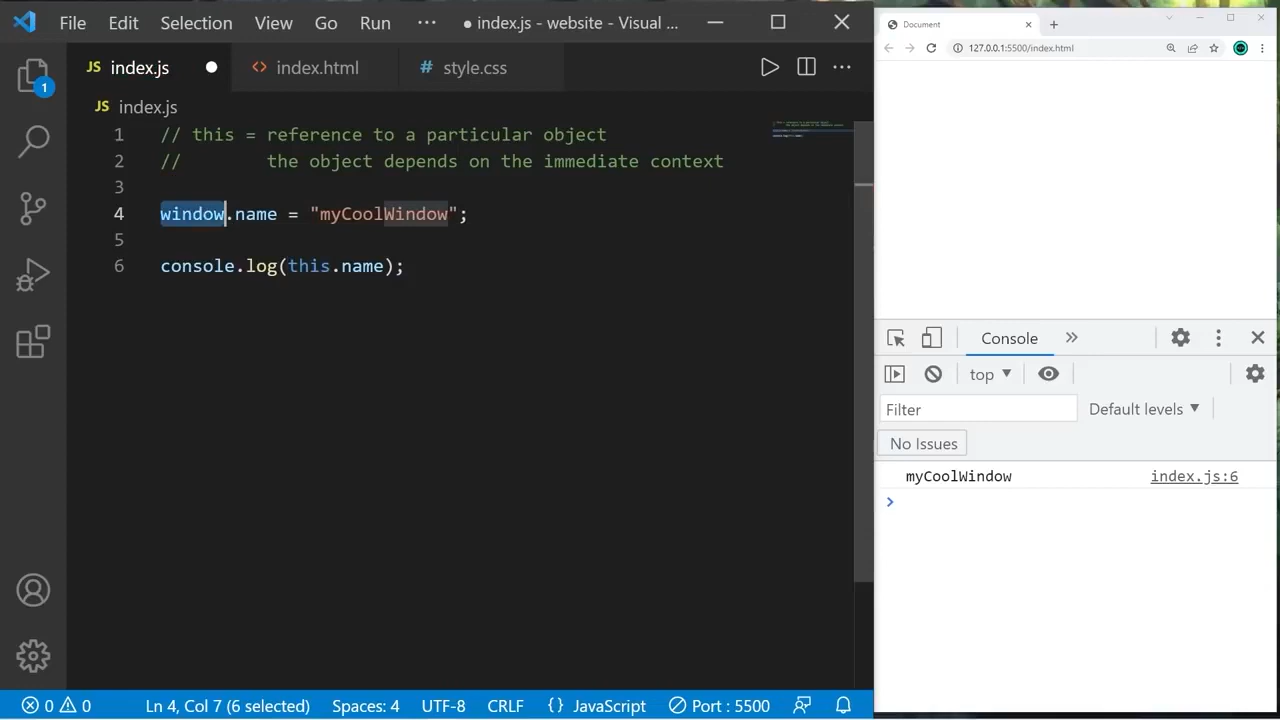 File Edit Selection View Go Run ··· ● index.js - website - Visual ...
JS index.js ● <> index.html # style.css ···
JS index.js
1 // this = reference to a particular object
2 //        the object depends on the immediate context
3
4 window.name = "myCoolWindow";
5
6 console.log(this.name);
1
0 0 Ln 4, Col 7 (6 selected) Spaces: 4 UTF-8 CRLF {} JavaScript Port : 5500
Document
127.0.0.1:5500/index.html
Console »
top ▼
Filter Default levels ▼
No Issues
myCoolWindow index.js:6
>